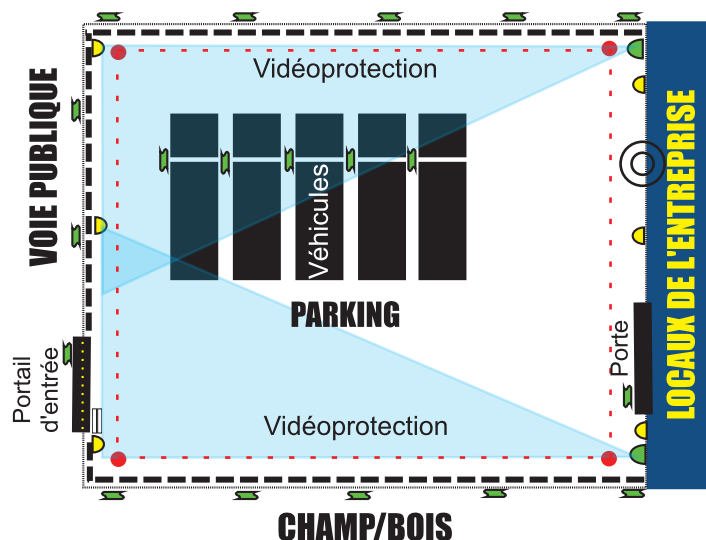 Vidéoprotection
VOIE PUBLIQUE
Véhicules
LOCAUX DE L'ENTREPRISE
PARKING
Portail
d'entrée
Porte
Vidéoprotection
CHAMP/BOIS